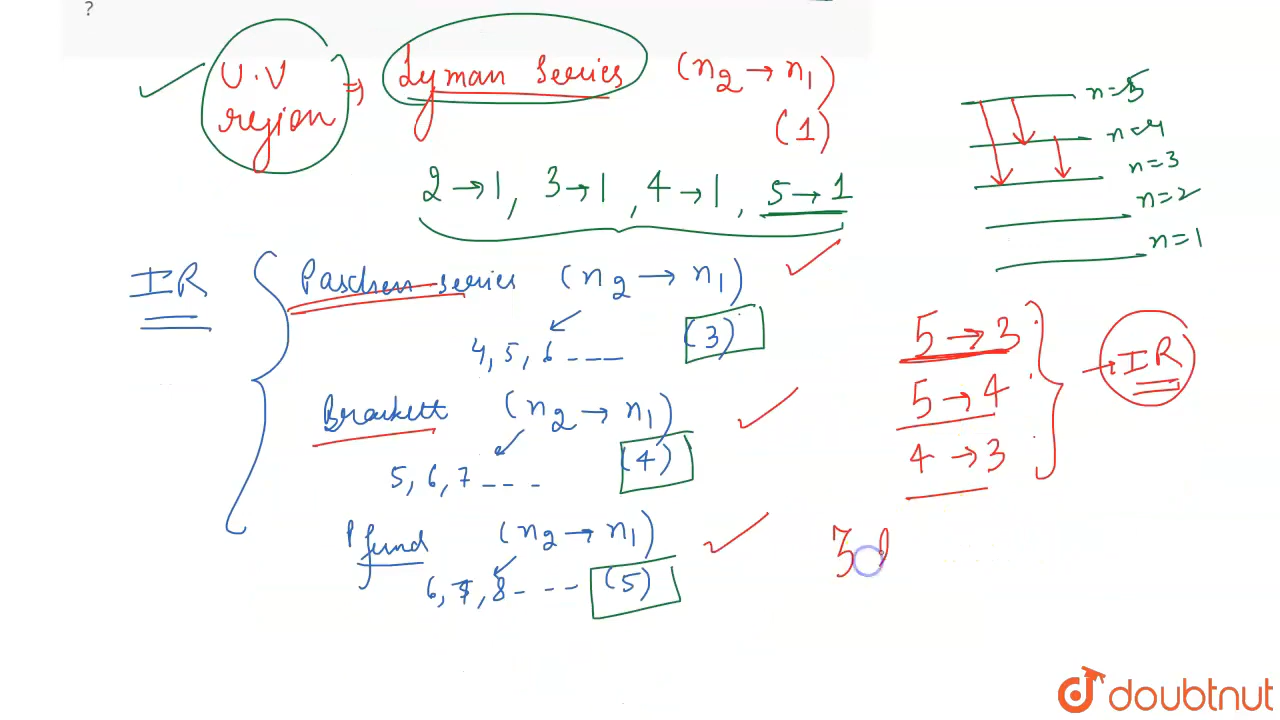 ?
U.V region ⇒ Lyman series (n2 → n1)
(1)
2 → 1, 3 → 1, 4 → 1, 5 → 1
n=5
n=4
n=3
n=2
n=1
IR
Paschen series (n2 → n1)
4, 5, 6 ---
(3)
Brackett (n2 → n1)
5, 6, 7 ---
(4)
Pfund (n2 → n1)
6, 7, 8 ----
(5)
5 → 3
5 → 4
4 → 3
→ IR
3
doubtnut